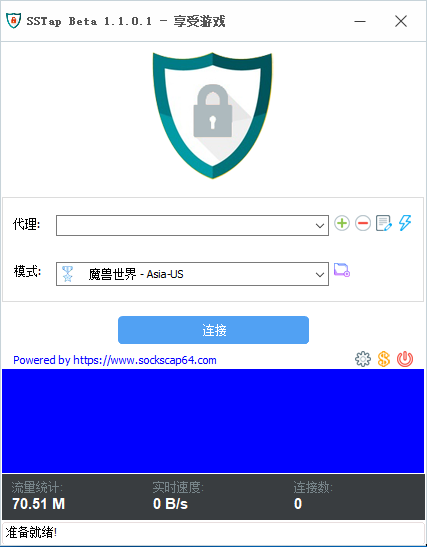 SSTap Beta 1.1.0.1 - 享受游戏
代理:
模式: 魔兽世界 - Asia-US
连接
Powered by https://www.sockscap64.com
流量统计: 实时速度: 连接数:
70.51 M 0 B/s 0
准备就绪!